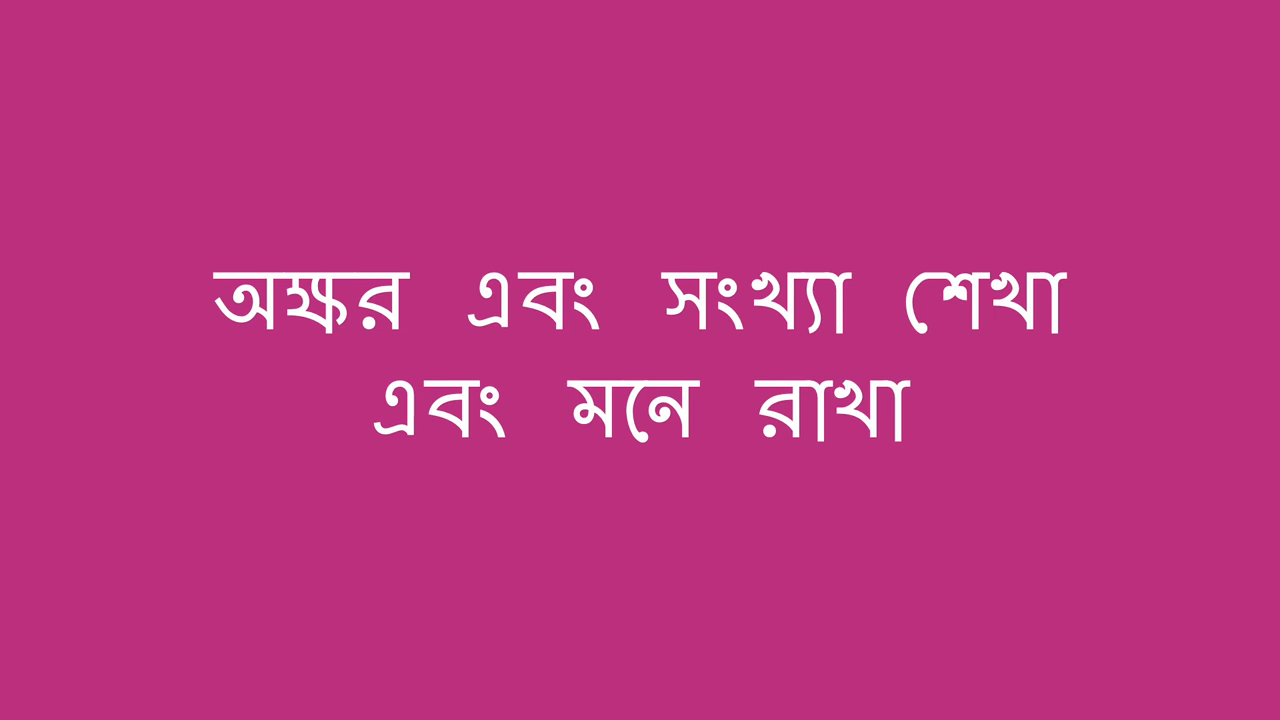 অক্ষর এবং সংখ্যা শেখা
এবং মনে রাখা